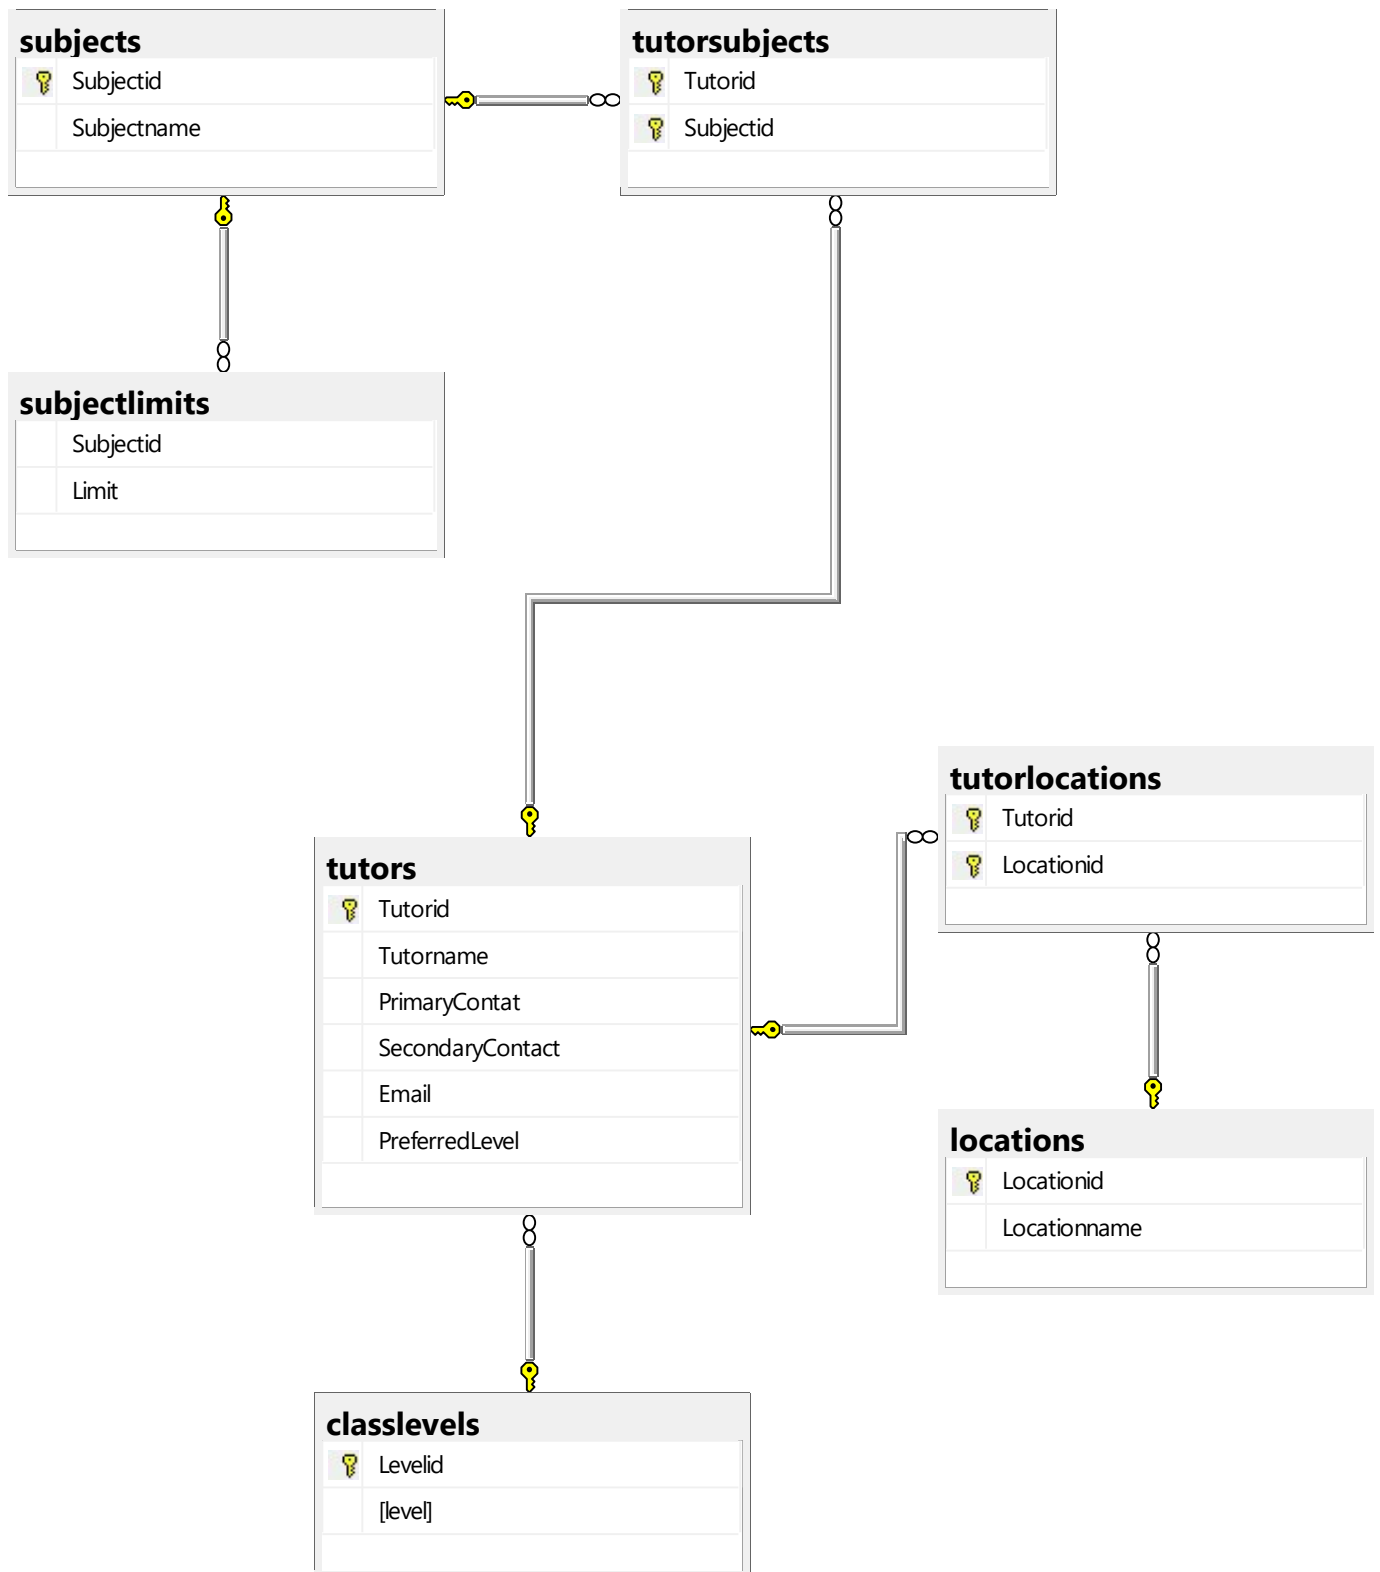 subjects
Subjectid
Subjectname
tutorsubjects
Tutorid
Subjectid
subjectlimits
Subjectid
Limit
tutorlocations
Tutorid
Locationid
tutors
Tutorid
Tutorname
PrimaryContat
SecondaryContact
Email
PreferredLevel
locations
Locationid
Locationname
classlevels
Levelid
[level]